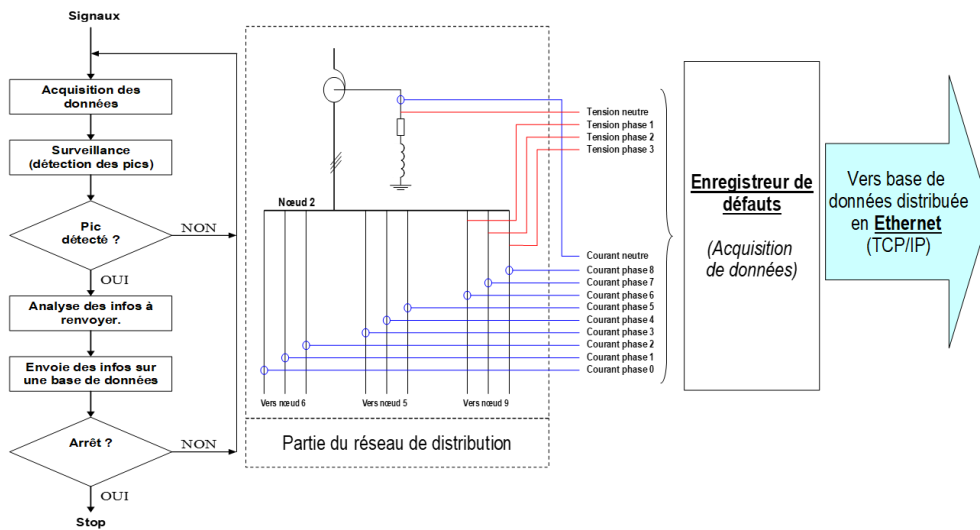 Signaux
Acquisition des
données
Surveillance
(détection des pics)
Pic
détecté ?
NON
OUI
Analyse des infos à
renvoyer.
Envoie des infos sur
une base de données
Arrêt ?
NON
OUI
Stop
Nœud 2
Vers nœud 6
Vers nœud 5
Vers nœud 9
Partie du réseau de distribution
Tension neutre
Tension phase 1
Tension phase 2
Tension phase 3
Courant neutre
Courant phase 8
Courant phase 7
Courant phase 6
Courant phase 5
Courant phase 4
Courant phase 3
Courant phase 2
Courant phase 1
Courant phase 0
Enregistreur de
défauts
(Acquisition
de données)
Vers base de
données distribuée
en Ethernet
(TCP/IP)